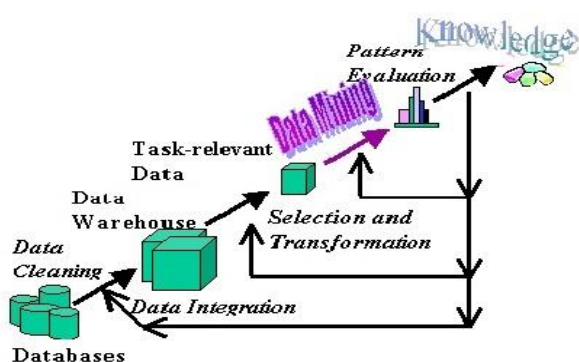 Knowledge
Pattern
Evaluation
Data Mining
Task-relevant
Data
Data
Warehouse
Selection and
Transformation
Data
Cleaning
Data Integration
Databases